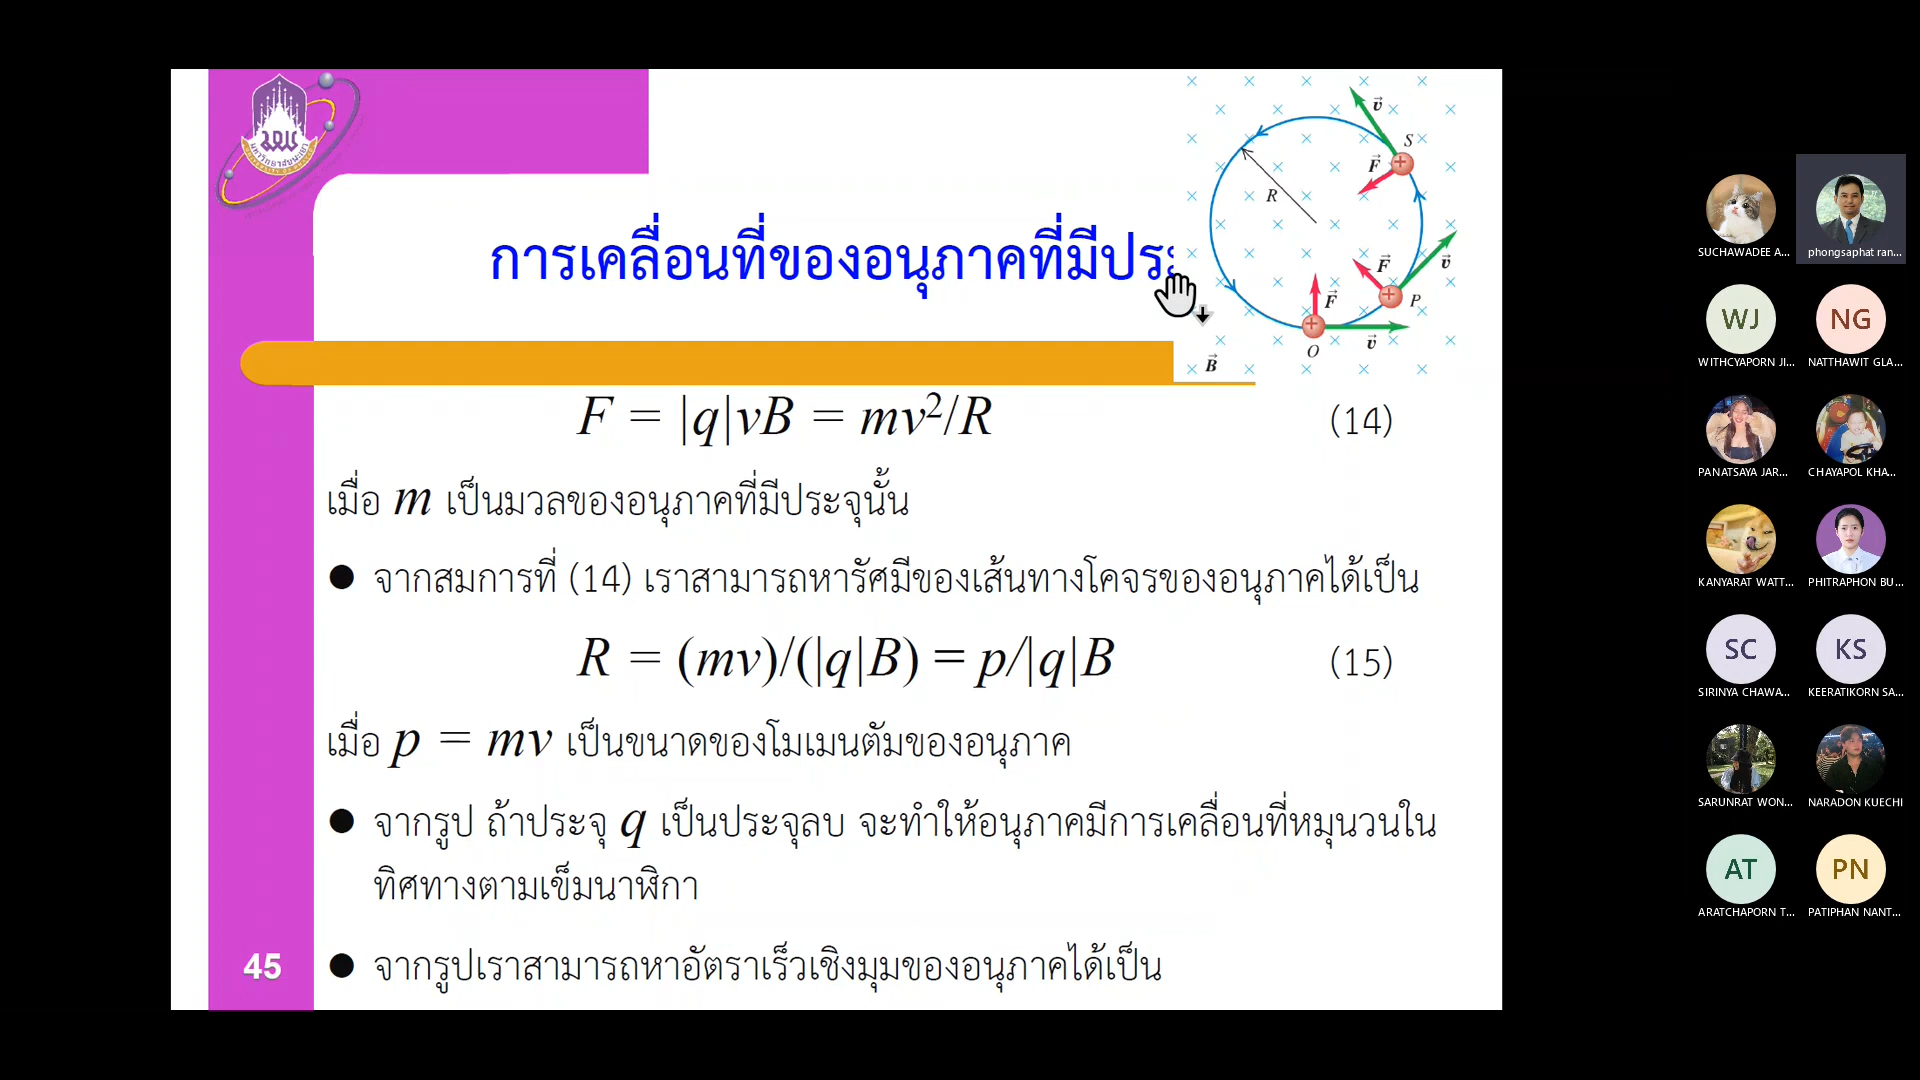 การเคลื่อนที่ของอนุภาคที่มีประ
v
S
F
R
F
v
P
F
O
v
B
F = |q|vB = mv²/R (14)
เมื่อ m เป็นมวลของอนุภาคที่มีประจุนั้น
● จากสมการที่ (14) เราสามารถหารัศมีของเส้นทางโคจรของอนุภาคได้เป็น
R = (mv)/(|q|B) = p/|q|B (15)
เมื่อ p = mv เป็นขนาดของโมเมนตัมของอนุภาค
● จากรูป ถ้าประจุ q เป็นประจุลบ จะทำให้อนุภาคมีการเคลื่อนที่หมุนวนใน
ทิศทางตามเข็มนาฬิกา
● จากรูปเราสามารถหาอัตราเร็วเชิงมุมของอนุภาคได้เป็น
45
SUCHAWADEE A...
phongsaphat ran...
WJ
WITHCYAPORN JI...
NG
NATTHAWIT GLA...
PANATSAYA JAR...
CHAYAPOL KHA...
KANYARAT WATT...
PHITRAPHON BU...
SC
SIRINYA CHAWA...
KS
KEERATIKORN SA...
SARUNRAT WON...
NARADON KUECHI
AT
ARATCHAPORN T...
PN
PATIPHAN NANT...